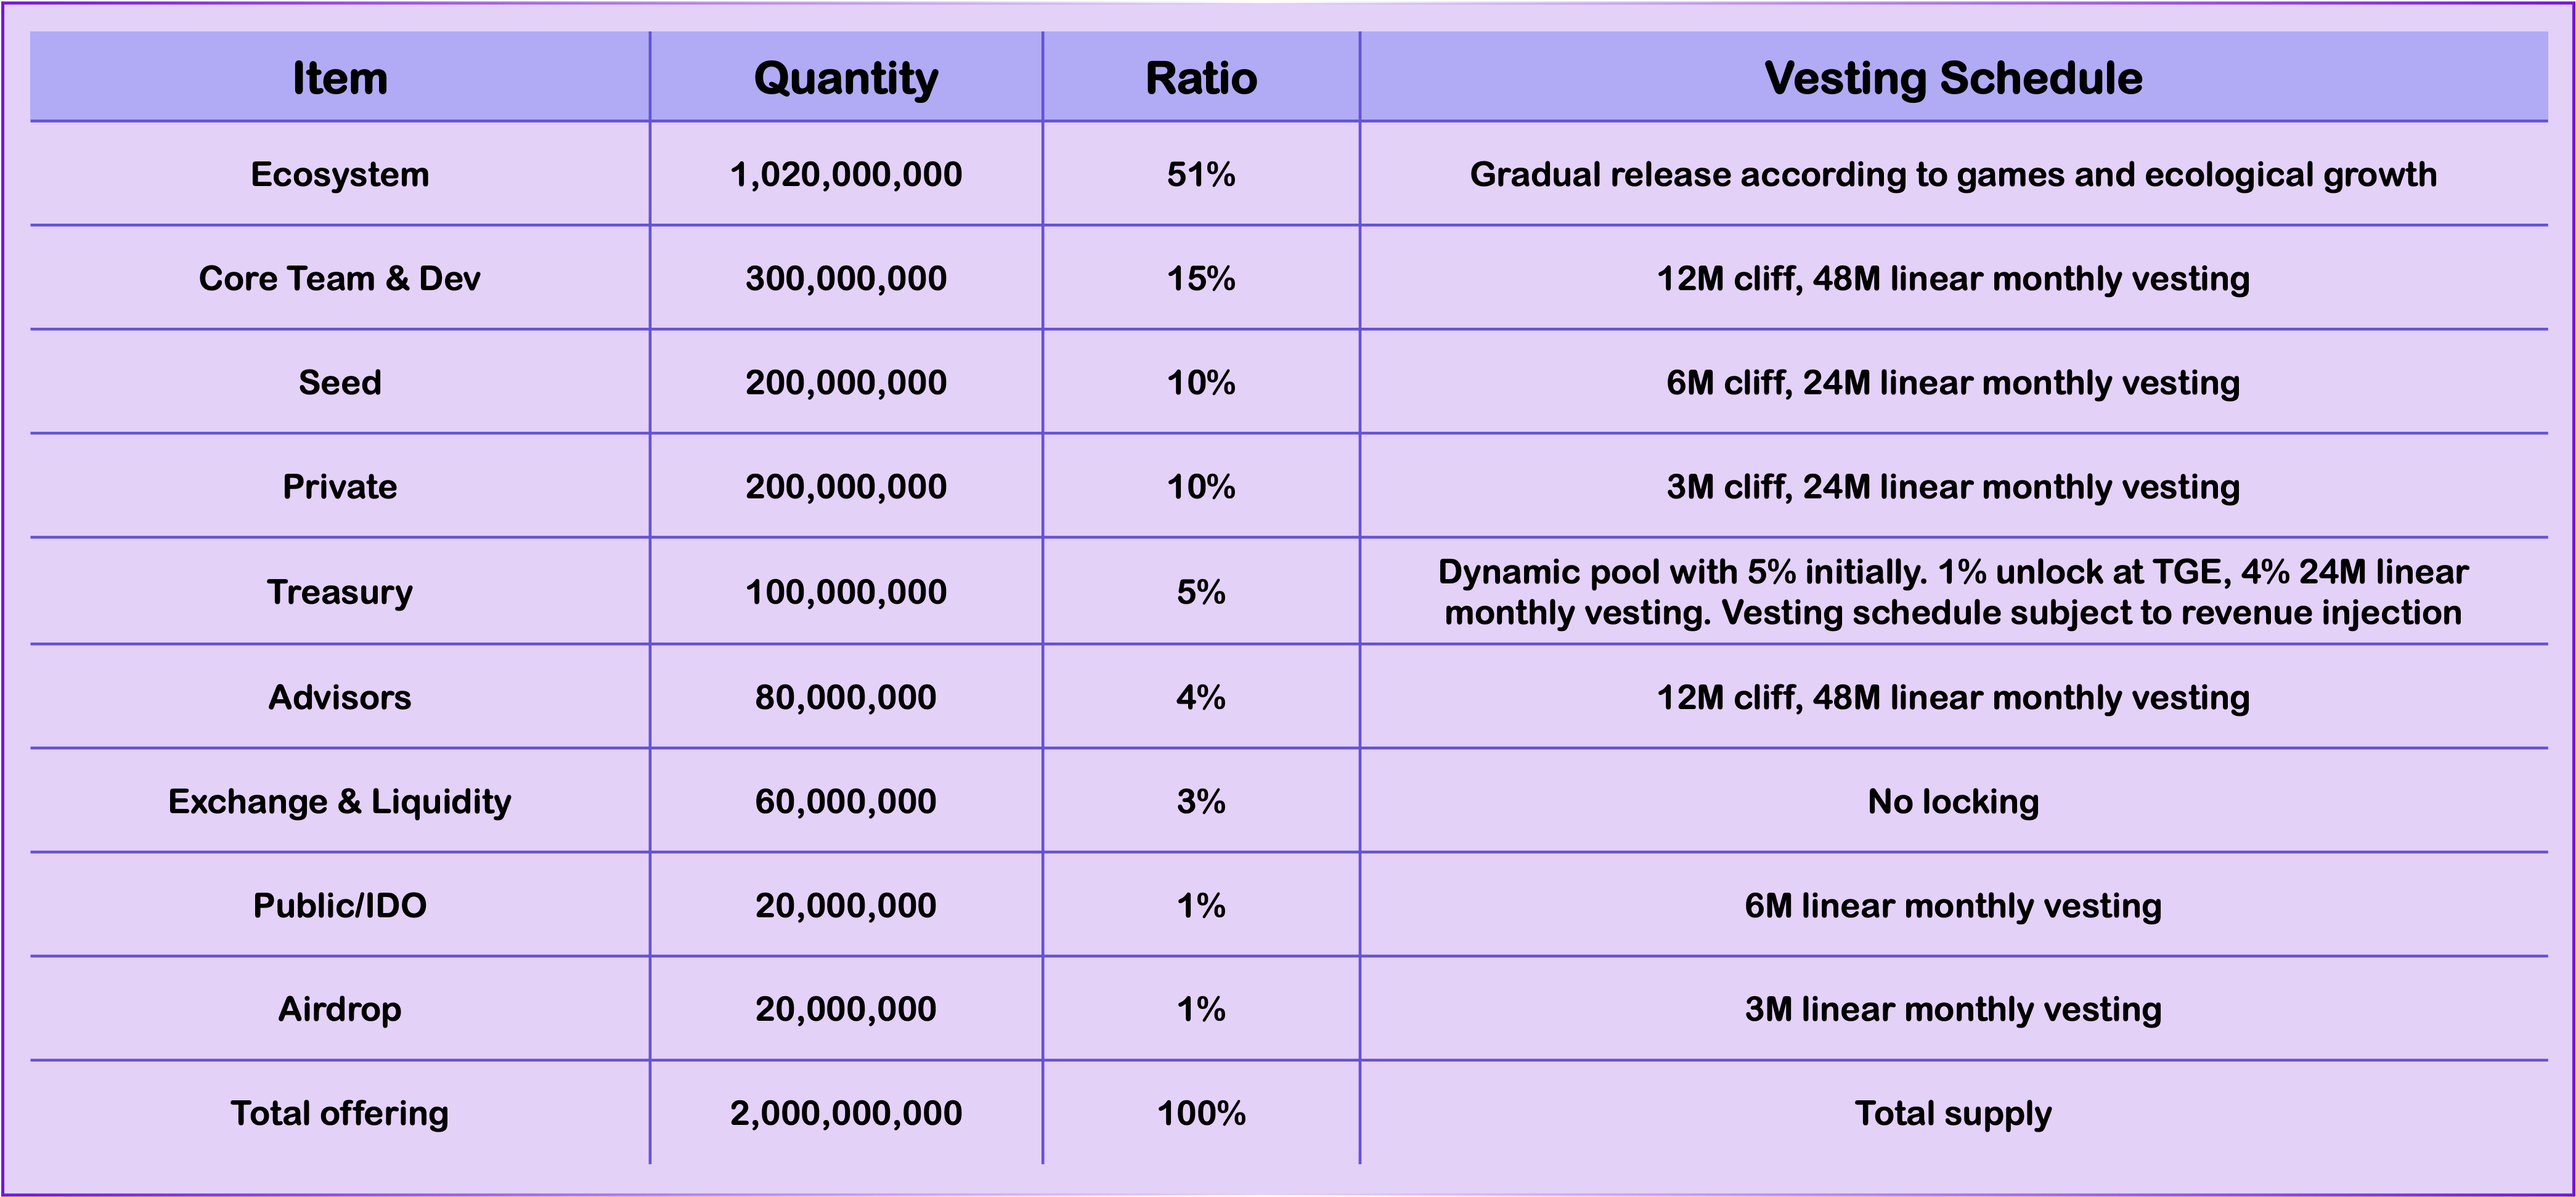 Item Quantity Ratio Vesting Schedule
Ecosystem 1,020,000,000 51% Gradual release according to games and ecological growth
Core Team & Dev 300,000,000 15% 12M cliff, 48M linear monthly vesting
Seed 200,000,000 10% 6M cliff, 24M linear monthly vesting
Private 200,000,000 10% 3M cliff, 24M linear monthly vesting
Treasury 100,000,000 5% Dynamic pool with 5% initially. 1% unlock at TGE, 4% 24M linear
monthly vesting. Vesting schedule subject to revenue injection
Advisors 80,000,000 4% 12M cliff, 48M linear monthly vesting
Exchange & Liquidity 60,000,000 3% No locking
Public/IDO 20,000,000 1% 6M linear monthly vesting
Airdrop 20,000,000 1% 3M linear monthly vesting
Total offering 2,000,000,000 100% Total supply